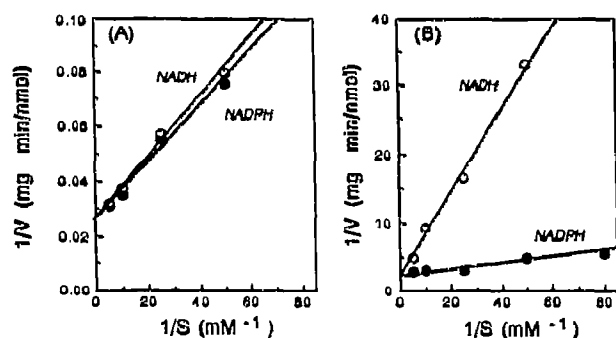 (A)
NADH
NADPH
0.10
0.08
0.06
0.04
0.02
0.00
0 20 40 60 80
1/V (mg min/nmol)
1/S (mM -1)
(B)
NADH
NADPH
40
30
20
10
0
0 20 40 60 80
1/V (mg min/nmol)
1/S (mM -1)